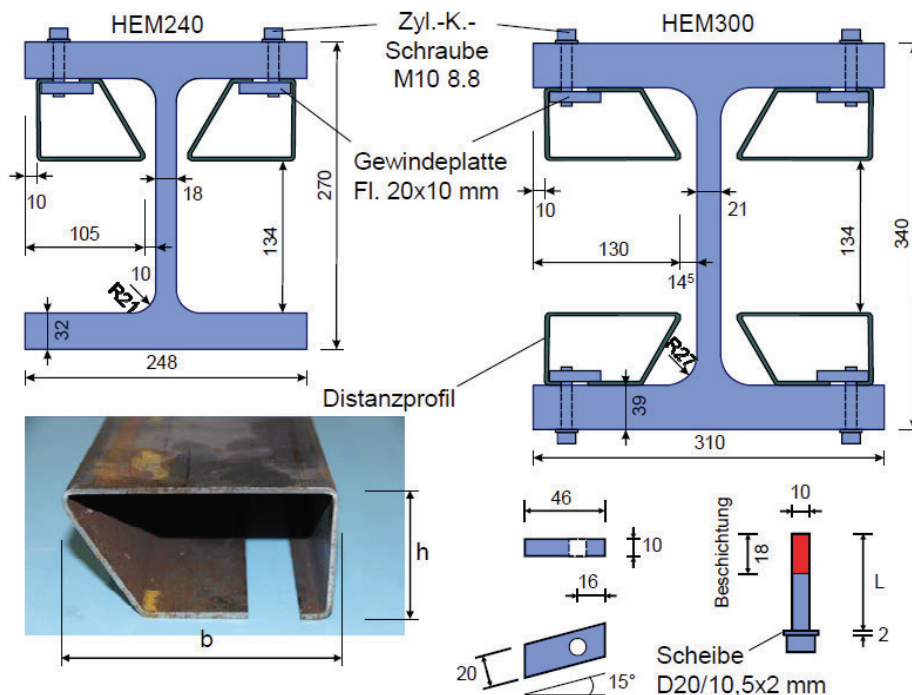 HEM240
Zyl.-K.-
Schraube
M10 8.8
HEM300
Gewindeplatte
Fl. 20x10 mm
10
18
105
10
134
270
R21
32
248
10
21
130
14⁵
134
340
R27
39
310
Distanzprofil
h
b
46
10
16
20
15°
Beschichtung
18
10
L
2
Scheibe
D20/10.5x2 mm